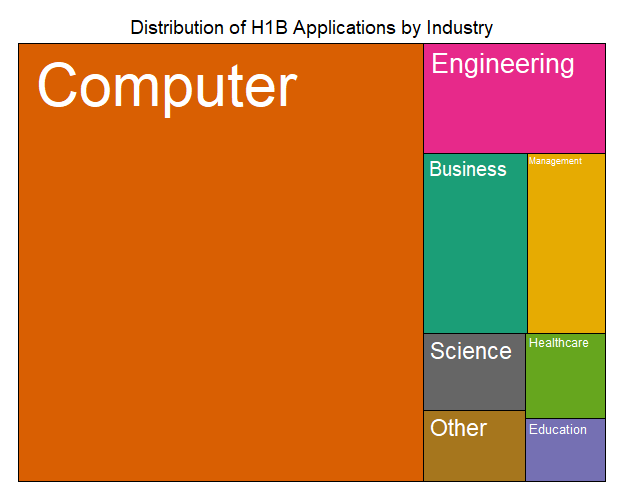 Distribution of H1B Applications by Industry
Computer
Engineering
Business
Management
Science
Healthcare
Other
Education